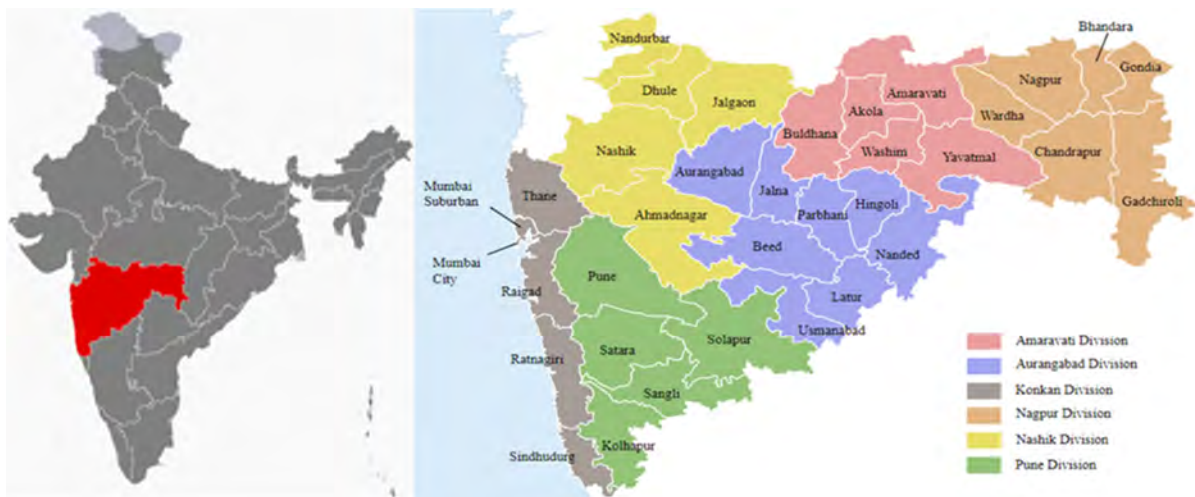 Nandurbar
Bhandara
Dhule
Jalgaon
Nagpur
Gondia
Amaravati
Akola
Wardha
Buldhana
Nashik
Washim
Yavatmal
Chandrapur
Aurangabad
Jalna
Mumbai
Suburban
Thane
Hingoli
Parbhani
Gadchiroli
Ahmadnagar
Beed
Nanded
Mumbai
City
Pune
Raigad
Latur
Usmanabad
Solapur
Satara
Ratnagiri
Sangli
Kolhapur
Sindhudurg
Amaravati Division
Aurangabad Division
Konkan Division
Nagpur Division
Nashik Division
Pune Division